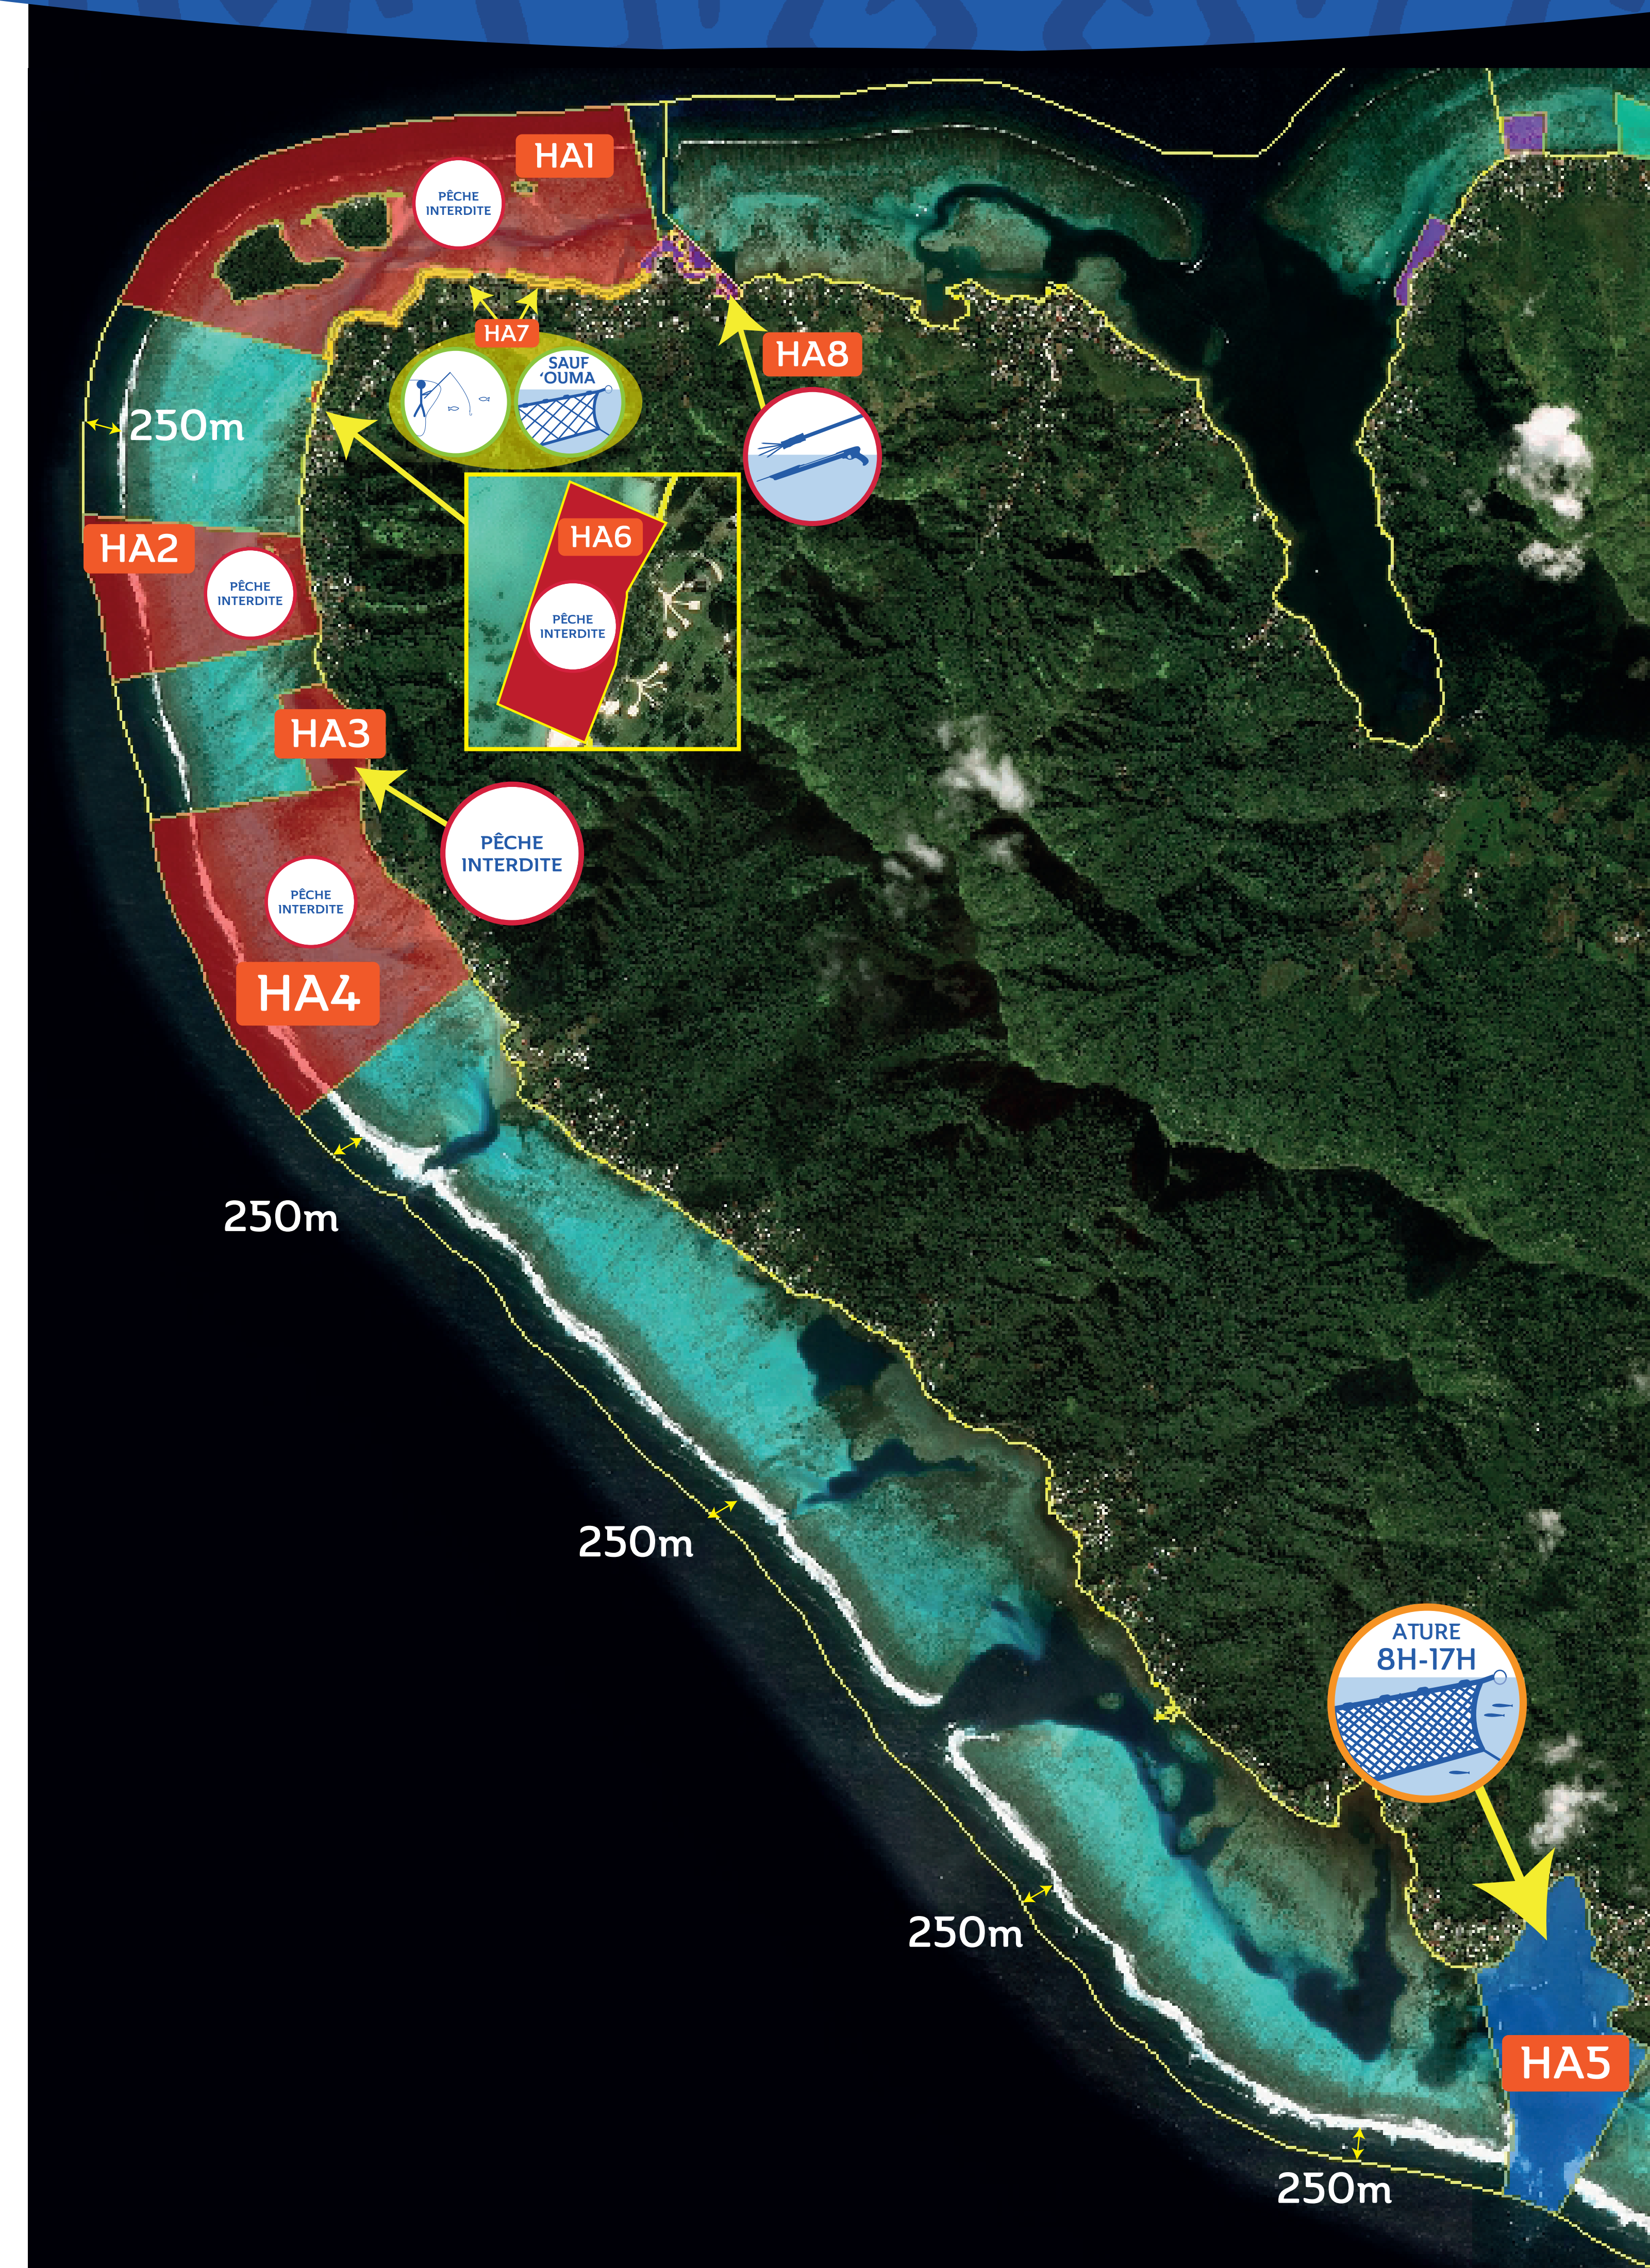 HA1
PÊCHE
INTERDITE
HA7
SAUF
‘OUMA
HA8
250m
HA2
PÊCHE
INTERDITE
HA6
PÊCHE
INTERDITE
HA3
PÊCHE
INTERDITE
PÊCHE
INTERDITE
HA4
250m
250m
ATURE
8H-17H
250m
HA5
250m